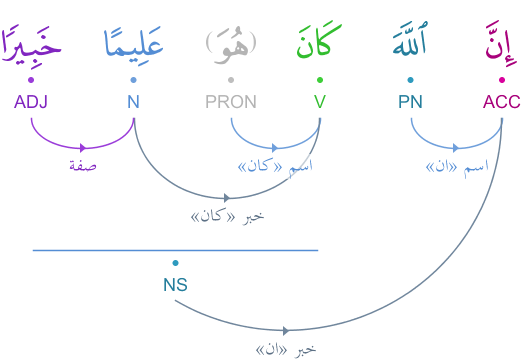 إِنَّ ٱللَّهَ كَانَ (هُوَ) عَلِيمًا خَبِيرًا
ACC PN V PRON N ADJ
اسم «ان» اسم «كان» صفة
خبر «كان»
NS
خبر «ان»